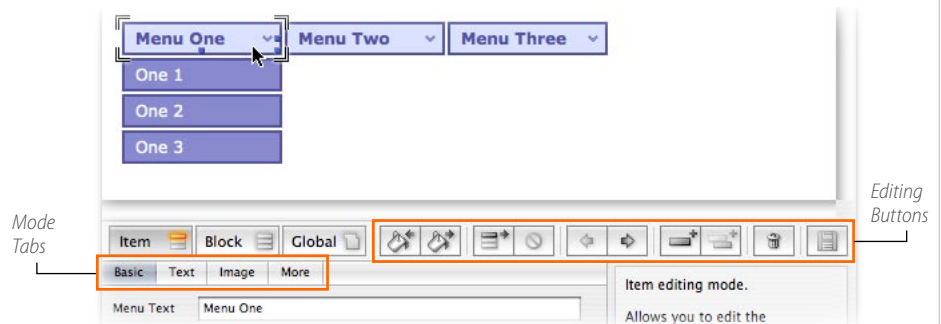 Menu One
Menu Two
Menu Three
One 1
One 2
One 3
Mode
Tabs
Editing
Buttons
Item
Block
Global
Basic
Text
Image
More
Item editing mode.
Menu Text
Menu One
Allows you to edit the